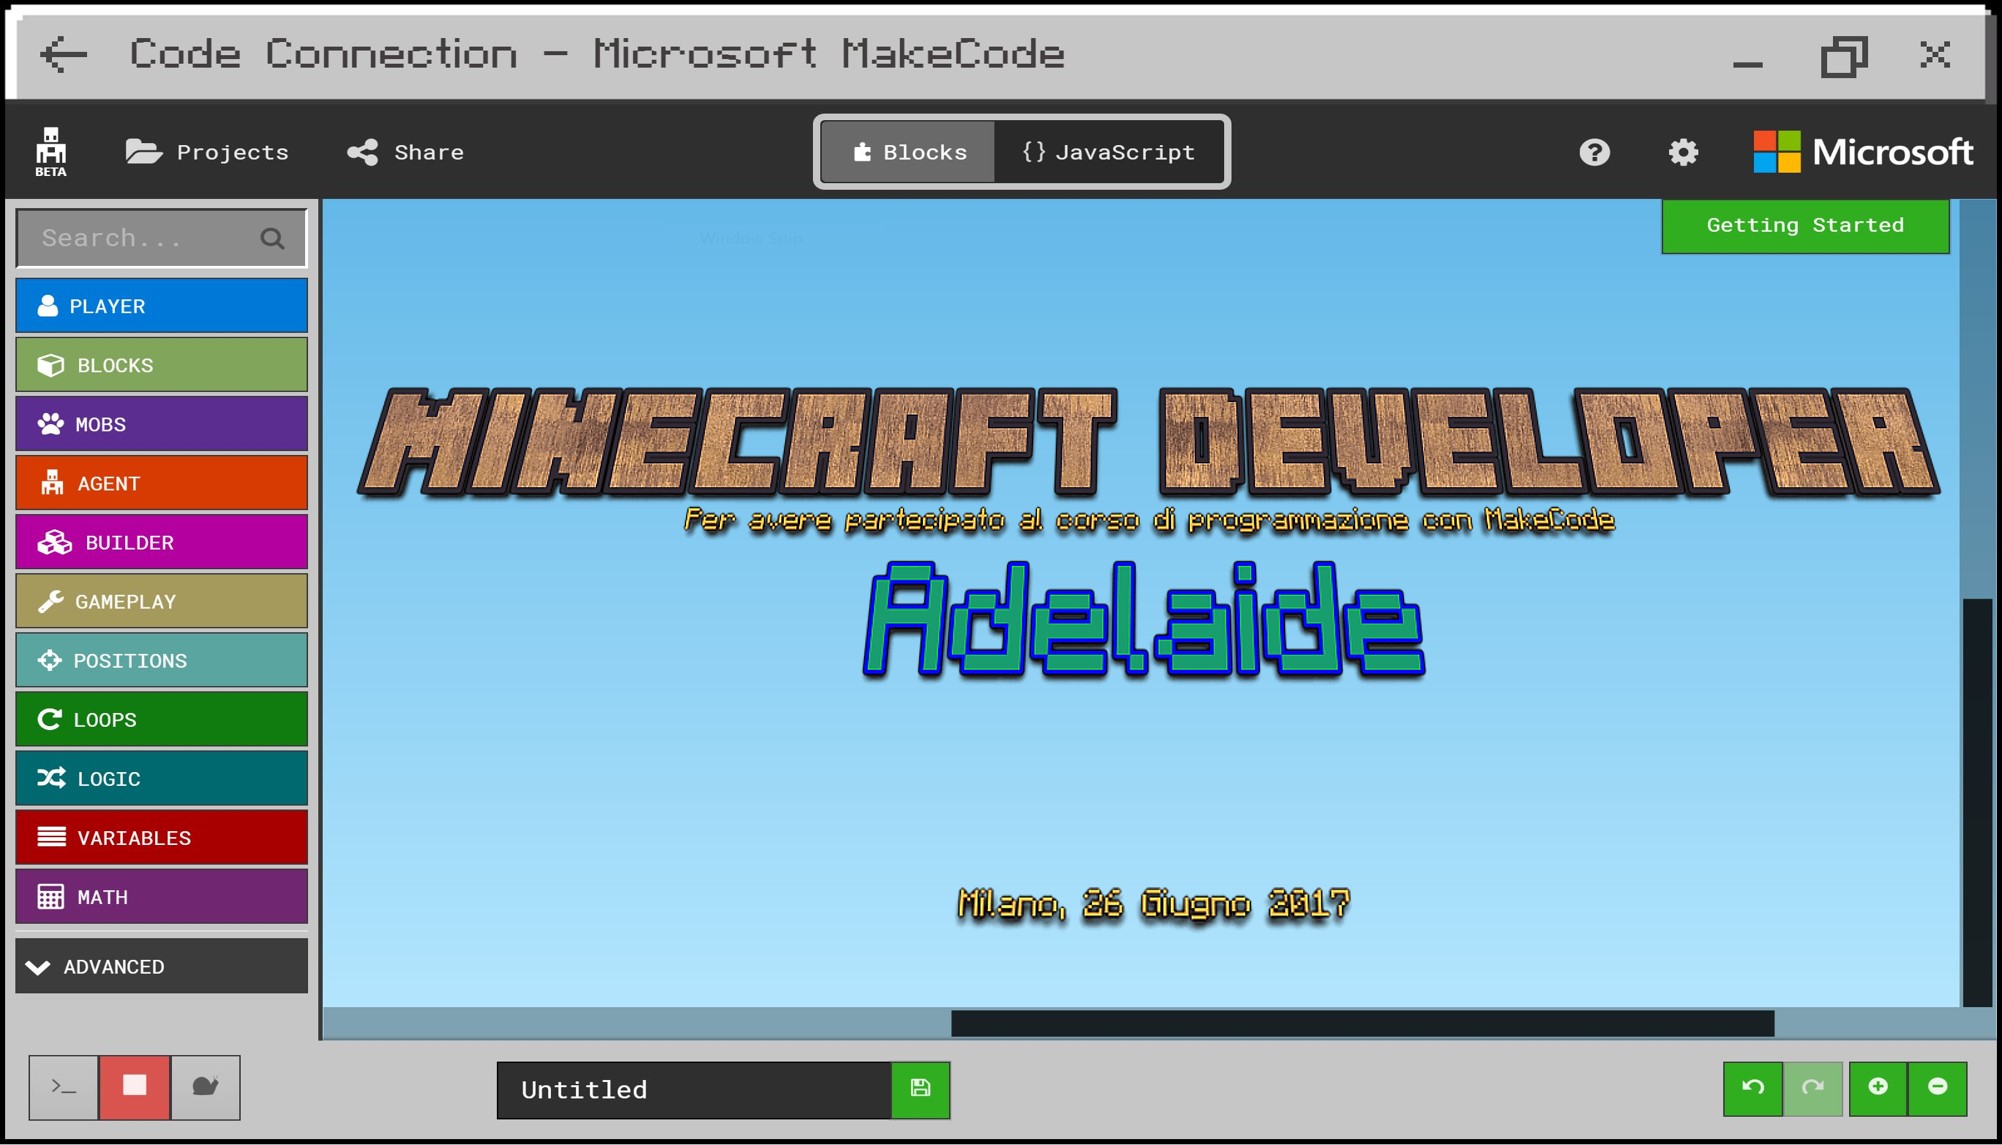 Code Connection - Microsoft MakeCode
BETA
Projects
Share
Blocks
{} JavaScript
Microsoft
Search...
Window Snip
Getting Started
PLAYER
BLOCKS
MOBS
AGENT
BUILDER
GAMEPLAY
POSITIONS
LOOPS
LOGIC
VARIABLES
MATH
ADVANCED
MINECRAFT DEVELOPER
Per avere partecipato al corso di programmazione con MakeCode
Adelaide
Milano, 26 Giugno 2017
>_
Untitled